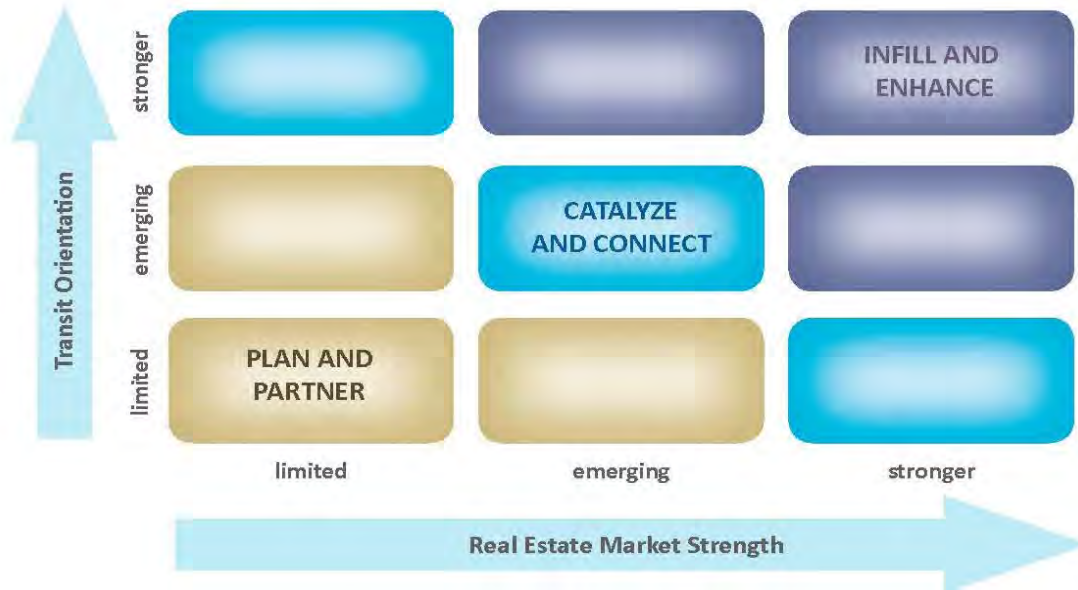 stronger
INFILL AND
ENHANCE
Transit Orientation
emerging
CATALYZE
AND CONNECT
limited
PLAN AND
PARTNER
limited
emerging
stronger
Real Estate Market Strength